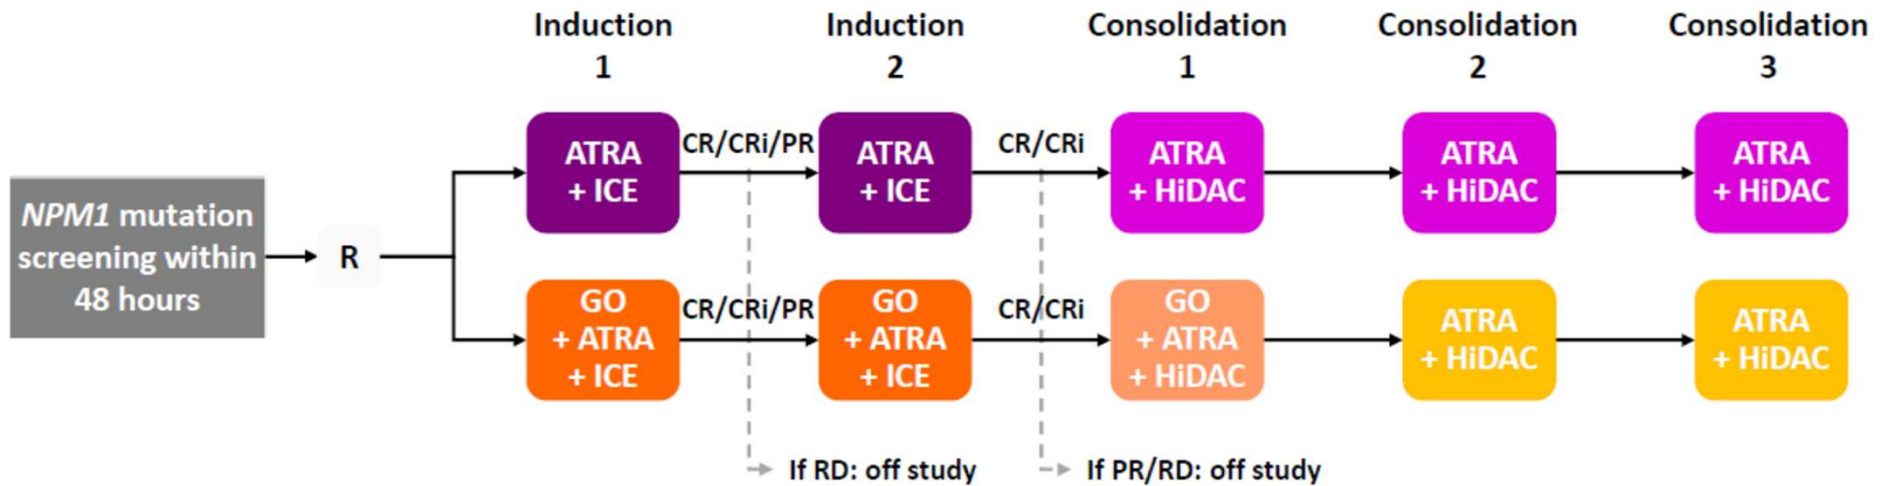 Induction
1
Induction
2
Consolidation
1
Consolidation
2
Consolidation
3
NPM1 mutation
screening within
48 hours
R
ATRA
+ ICE
CR/CRi/PR
ATRA
+ ICE
CR/CRi
ATRA
+ HiDAC
ATRA
+ HiDAC
ATRA
+ HiDAC
GO
+ ATRA
+ ICE
CR/CRi/PR
GO
+ ATRA
+ ICE
CR/CRi
GO
+ ATRA
+ HiDAC
ATRA
+ HiDAC
ATRA
+ HiDAC
If RD: off study
If PR/RD: off study